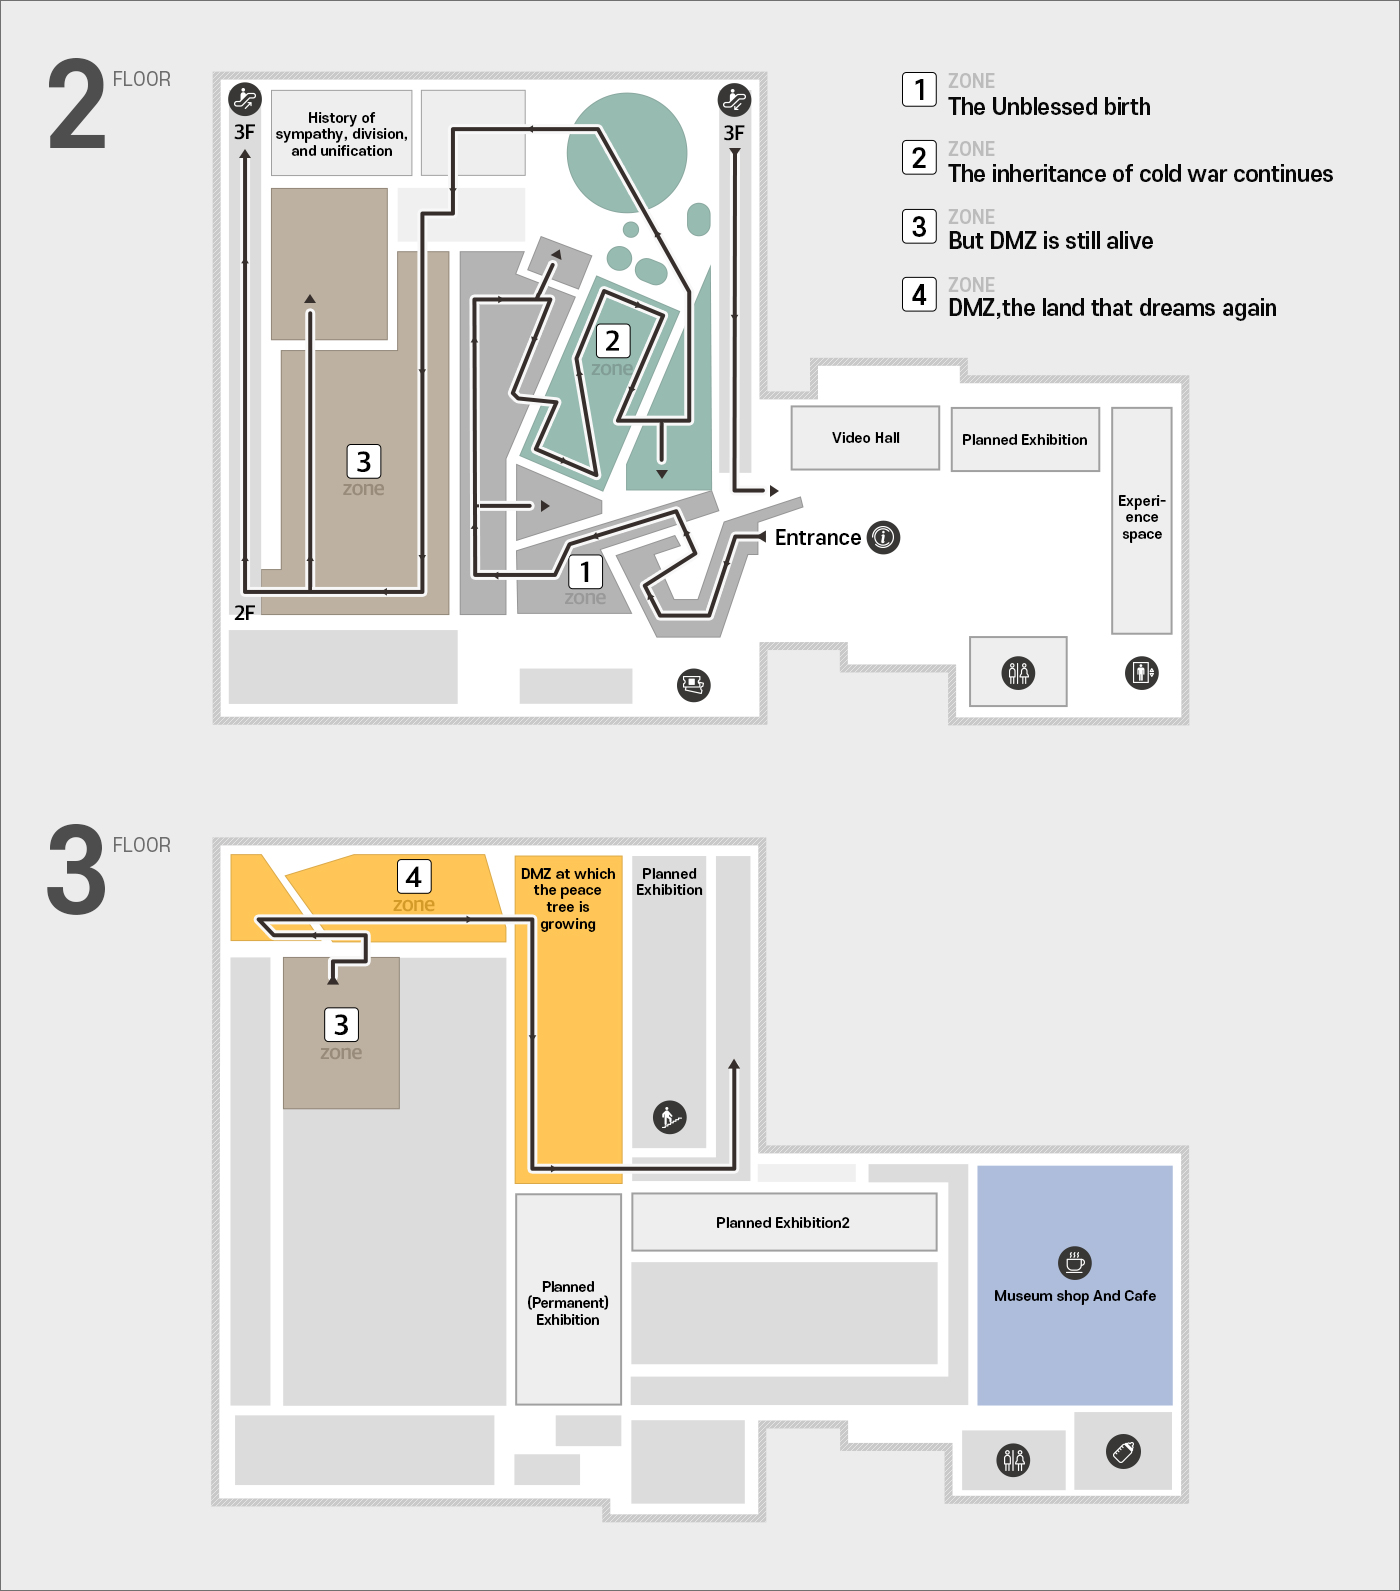 2 FLOOR
3F
History of
sympathy, division,
and unification
3F
1 ZONE
The Unblessed birth
2 ZONE
The inheritance of cold war continues
3 ZONE
But DMZ is still alive
4 ZONE
DMZ,the land that dreams again
2
zone
3
zone
Video Hall
Planned Exhibition
Experi-
ence
space
Entrance
1
zone
2F
3 FLOOR
4
zone
DMZ at which
the peace
tree is
growing
Planned
Exhibition
3
zone
Planned Exhibition2
Planned
(Permanent)
Exhibition
Museum shop And Cafe